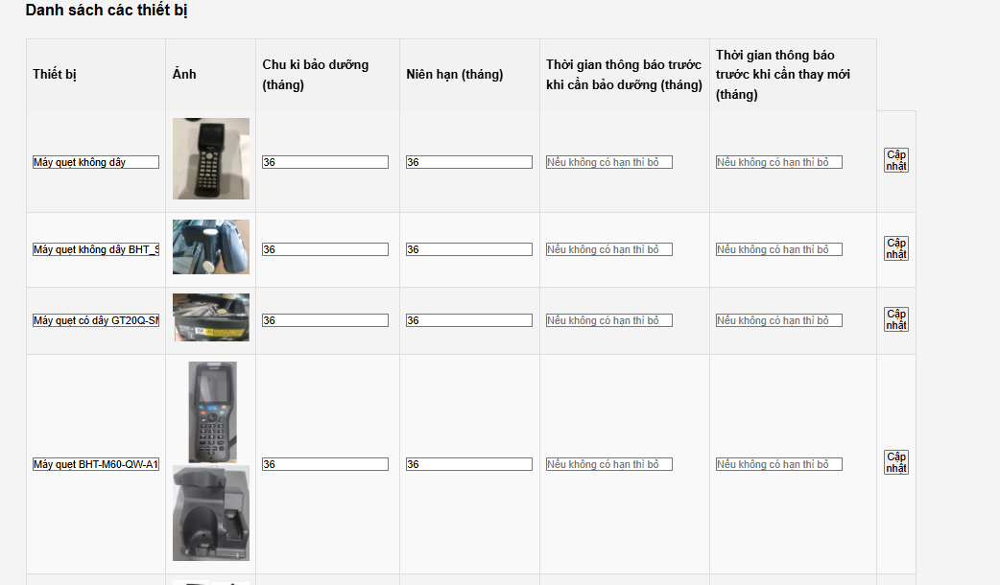 Danh sách các thiết bị
Thiết bị
Ảnh
Chu kì bảo dưỡng
(tháng)
Niên hạn (tháng)
Thời gian thông báo trước
khi cần bảo dưỡng (tháng)
Thời gian thông báo
trước khi cần thay mới
(tháng)
Máy quẹt không dây
36
36
Nếu không có hạn thì bỏ
Nếu không có hạn thì bỏ
Cập
nhật
Máy quẹt không dây BHT_S
36
36
Nếu không có hạn thì bỏ
Nếu không có hạn thì bỏ
Cập
nhật
Máy quẹt có dây GT20Q-SM
36
36
Nếu không có hạn thì bỏ
Nếu không có hạn thì bỏ
Cập
nhật
Máy quẹt BHT-M60-QW-A1
36
36
Nếu không có hạn thì bỏ
Nếu không có hạn thì bỏ
Cập
nhật